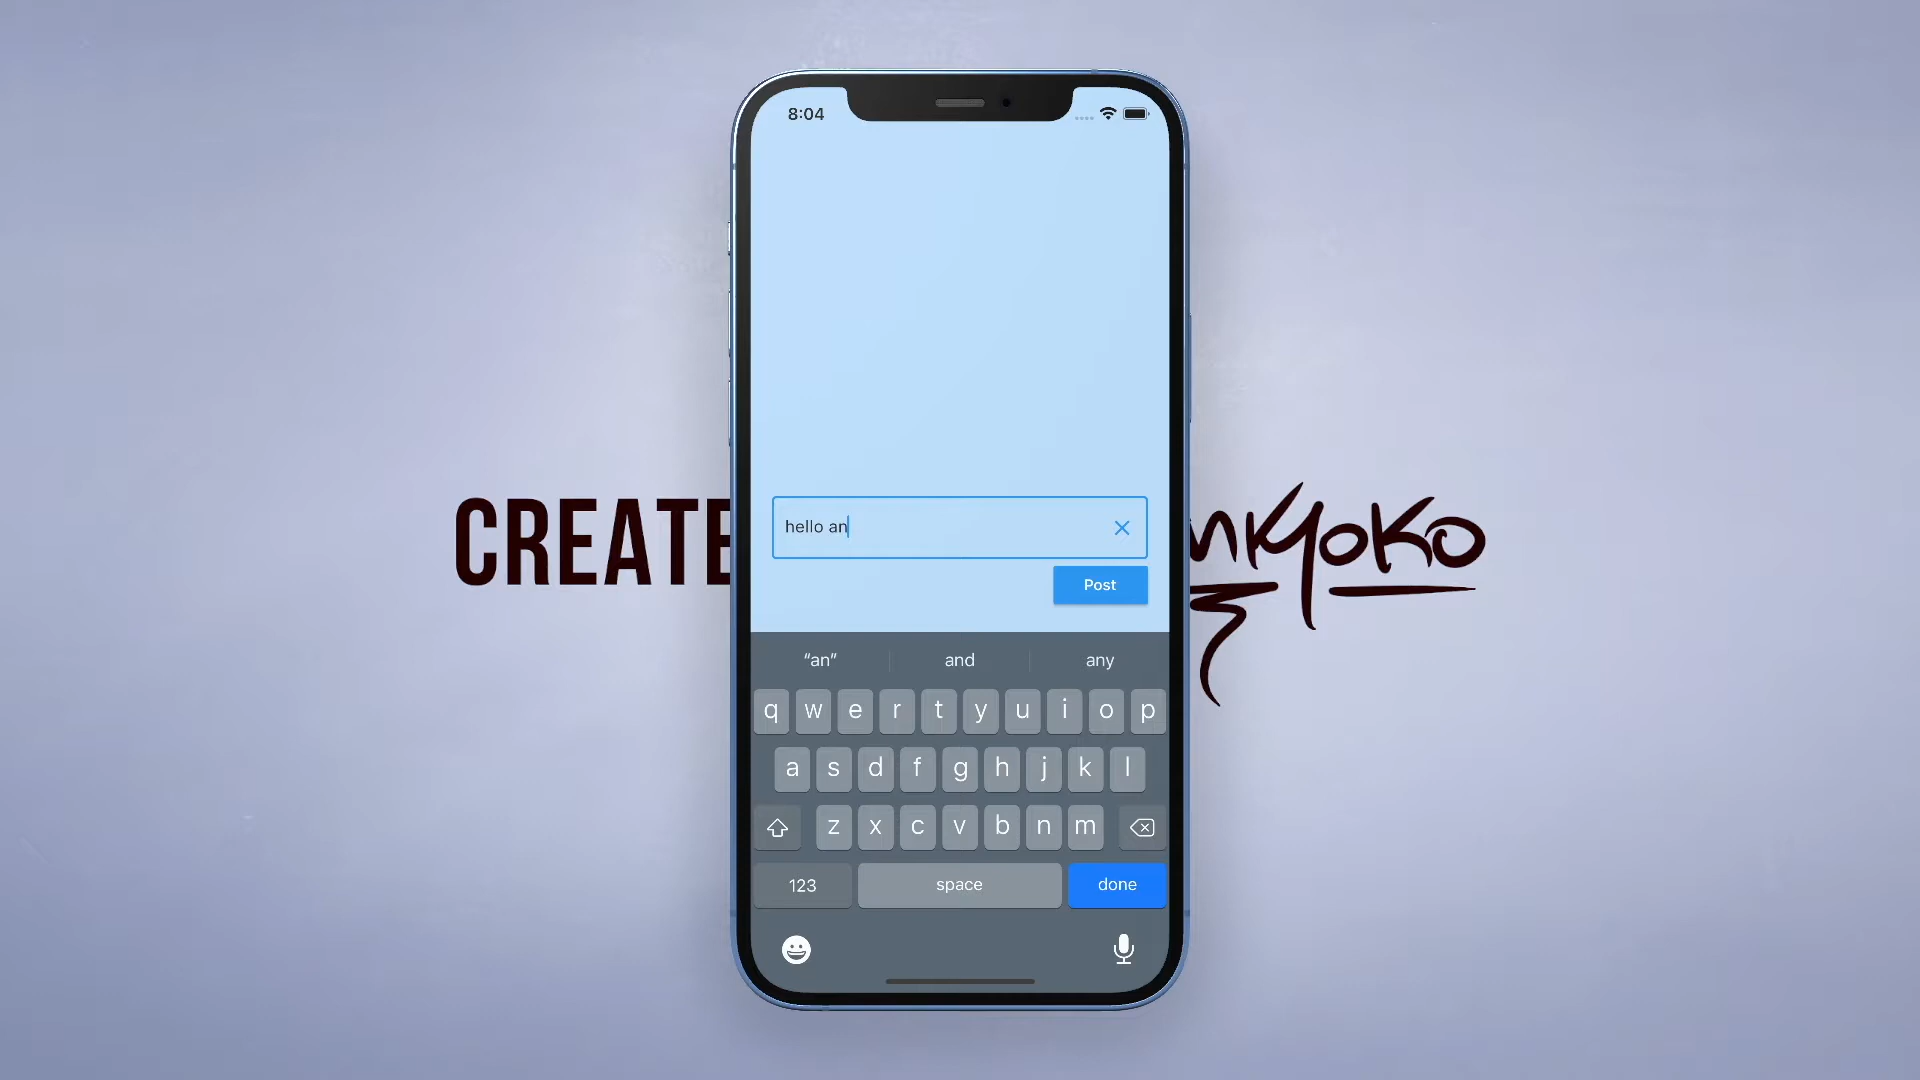 8:04
CREATE
hello an
Post
“an” and any
q w e r t y u i o p
a s d f g h j k l
z x c v b n m
123 space done